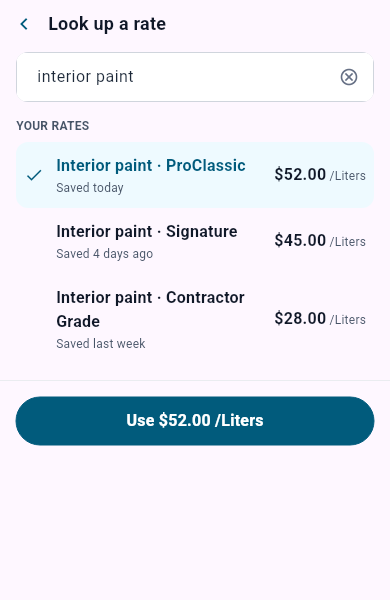 Look up a rate
interior paint
YOUR RATES
Interior paint · ProClassic
Saved today
$52.00 /Liters
Interior paint · Signature
Saved 4 days ago
$45.00 /Liters
Interior paint · Contractor
Grade
Saved last week
$28.00 /Liters
Use $52.00 /Liters